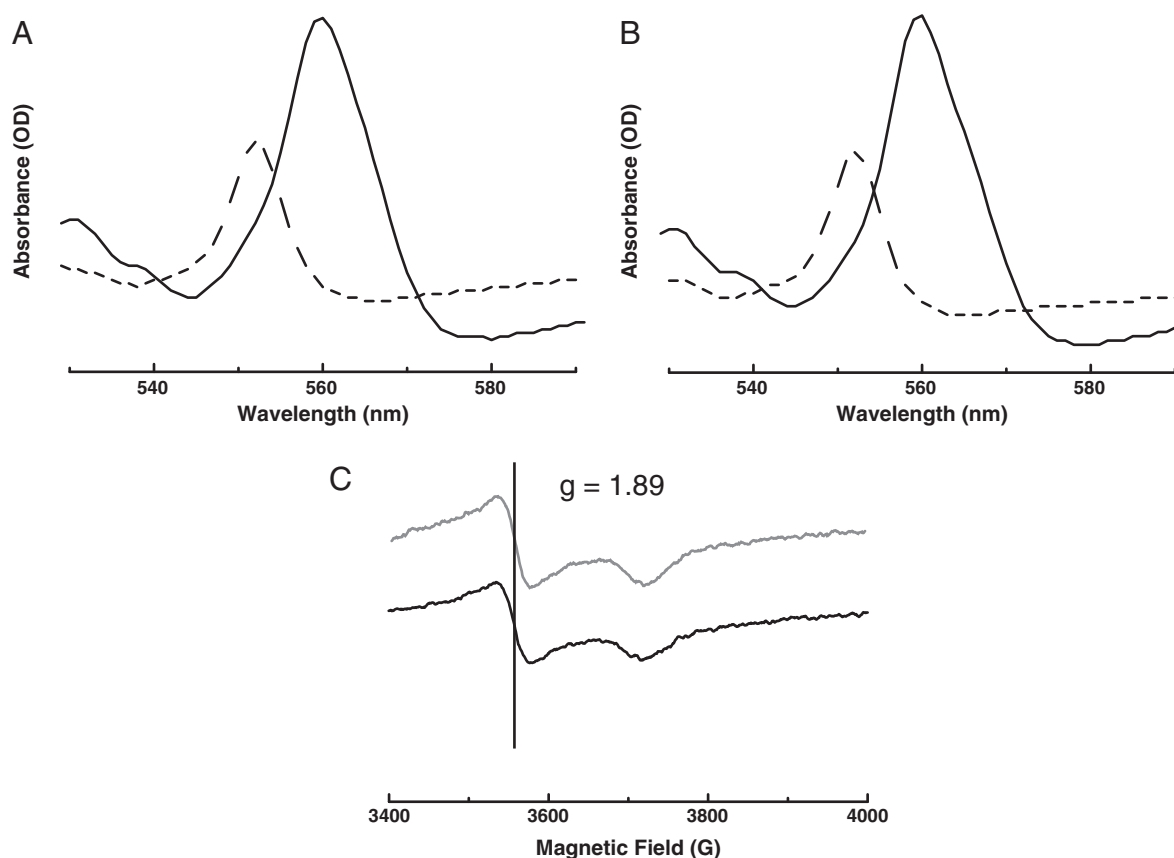 A
Absorbance (OD)
540
560
580
Wavelength (nm)
B
Absorbance (OD)
540
560
580
Wavelength (nm)
C
g = 1.89
3400
3600
3800
4000
Magnetic Field (G)